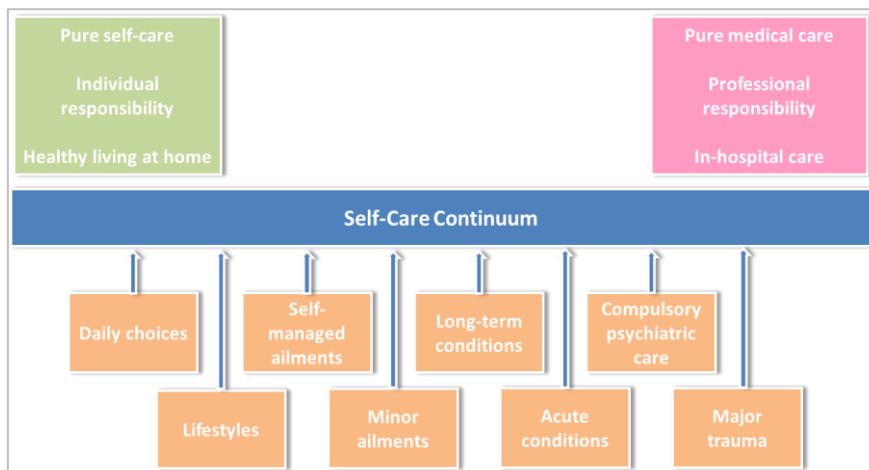 Pure self-care
Individual
responsibility
Healthy living at home
Pure medical care
Professional
responsibility
In-hospital care
Self-Care Continuum
Daily choices
Self-
managed
ailments
Long-term
conditions
Compulsory
psychiatric
care
Lifestyles
Minor
ailments
Acute
conditions
Major
trauma